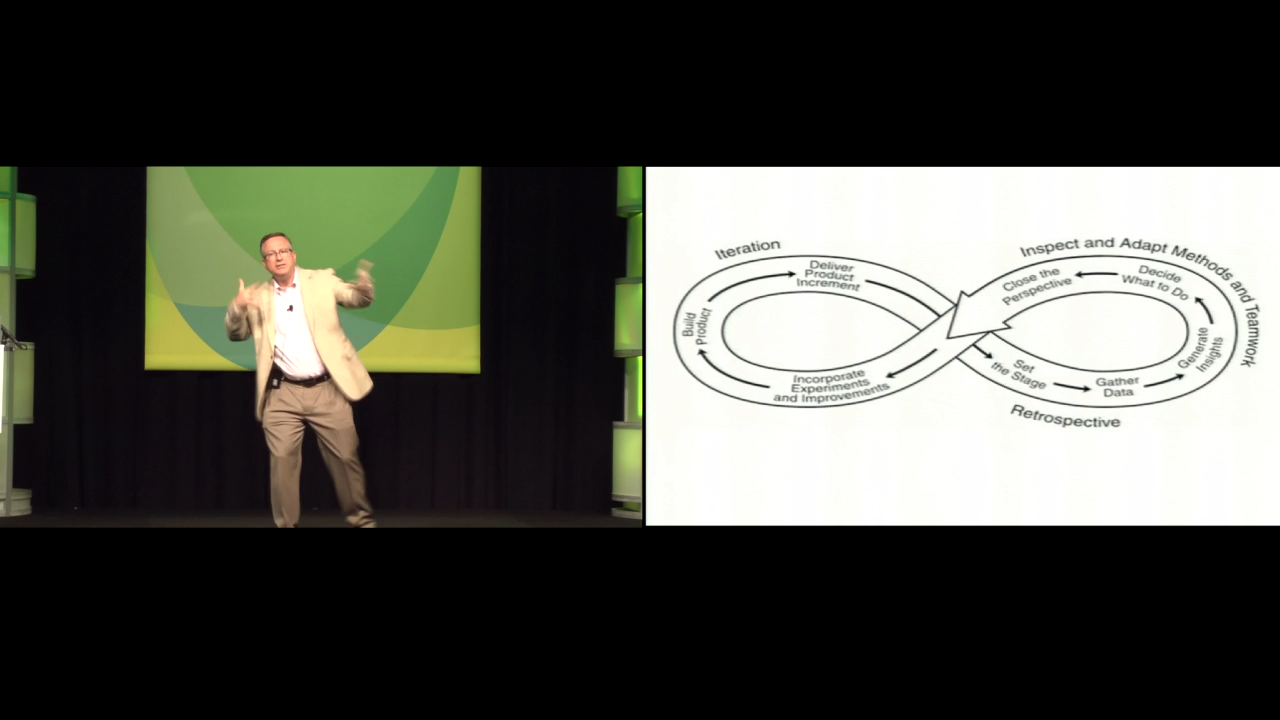 Iteration
Deliver
Product
Increment
Build
Product
Incorporate
Experiments
and Improvements
Inspect and Adapt Methods and Teamwork
Close the
Perspective
Decide
What to Do
Generate
Insights
Gather
Data
Set
the Stage
Retrospective